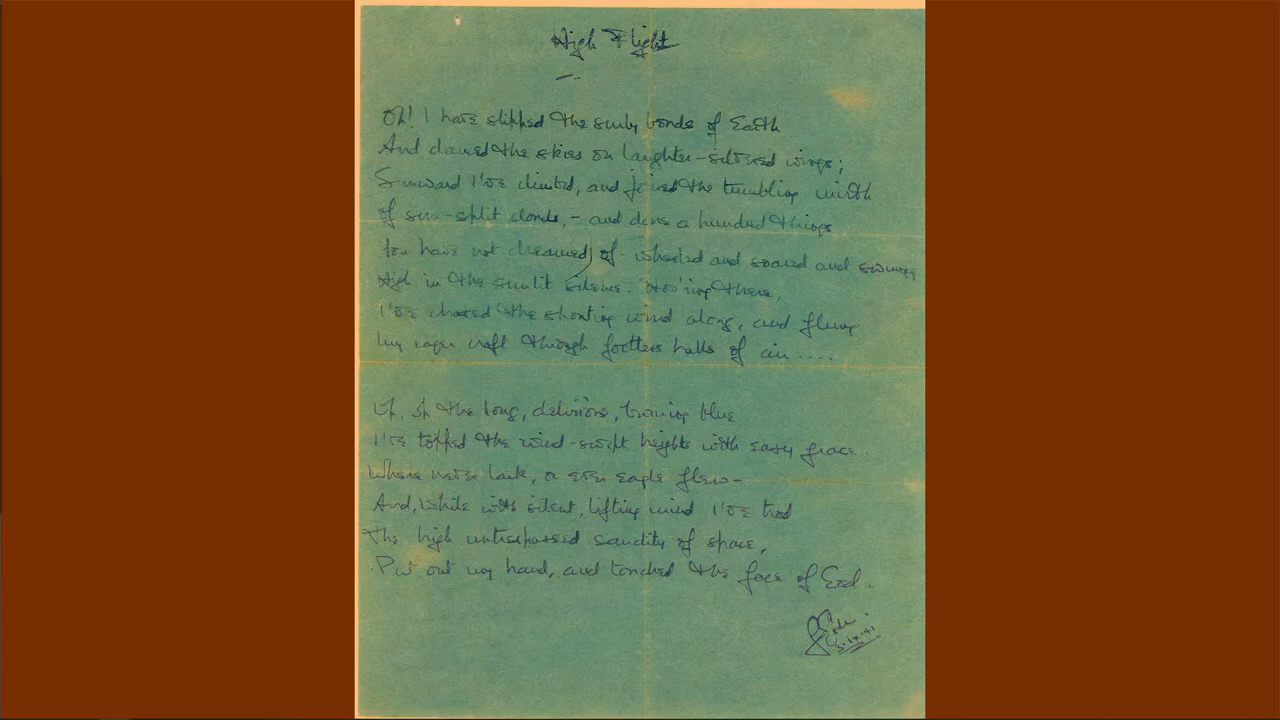 High Flight
Oh! I have slipped the surly bonds of Earth
And danced the skies on laughter-silvered wings;
Sunward I've climbed, and joined the tumbling mirth
of sun-split clouds, - and done a hundred things
You have not dreamed of - wheeled and soared and swung
High in the sunlit silence. Hov'ring there,
I've chased the shouting wind along, and flung
My eager craft through footless halls of air....
Up, up the long, delirious, burning blue
I've topped the wind-swept heights with easy grace.
Where never lark, or ever eagle flew -
And, while with silent, lifting mind I've trod
The high untrespassed sanctity of space,
Put out my hand, and touched the face of God.
3.IX.41